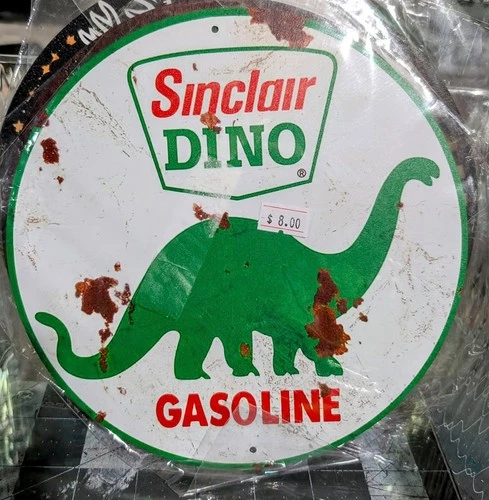 Sinclair
DINO
®
$ 8.00
GASOLINE